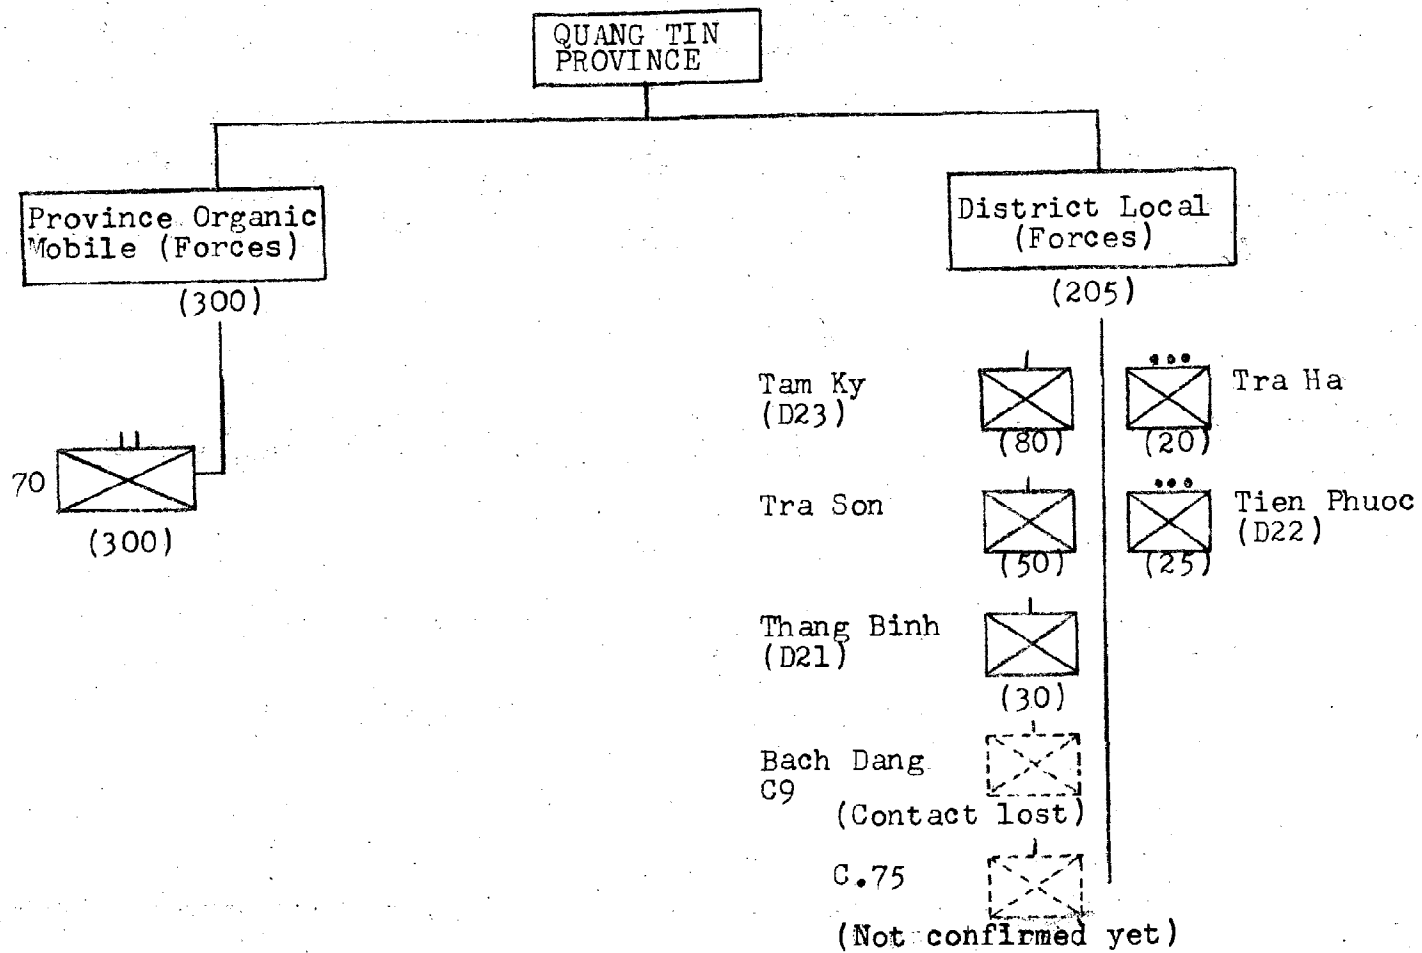 QUANG TIN
PROVINCE
Province Organic
Mobile (Forces)
(300)
70
(300)
District Local
(Forces)
(205)
Tam Ky
(D23)
(80)
Tra Ha
(20)
Tra Son
(50)
Tien Phuoc
(D22)
(25)
Thang Binh
(D21)
(30)
Bach Dang
C9
(Contact lost)
C.75
(Not confirmed yet)